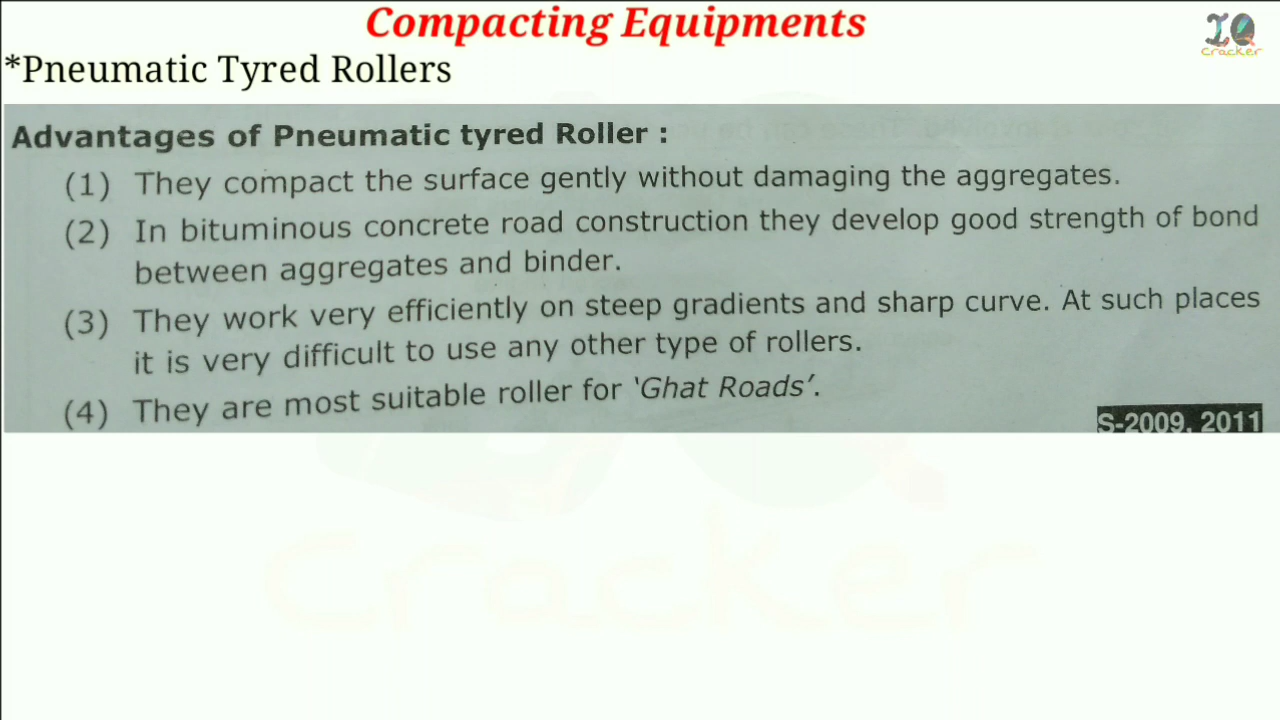 Compacting Equipments
IQ
cracker
*Pneumatic Tyred Rollers
Advantages of Pneumatic tyred Roller :
(1) They compact the surface gently without damaging the aggregates.
(2) In bituminous concrete road construction they develop good strength of bond
between aggregates and binder.
(3) They work very efficiently on steep gradients and sharp curve. At such places
it is very difficult to use any other type of rollers.
(4) They are most suitable roller for 'Ghat Roads'.
S-2009, 2011
cracker